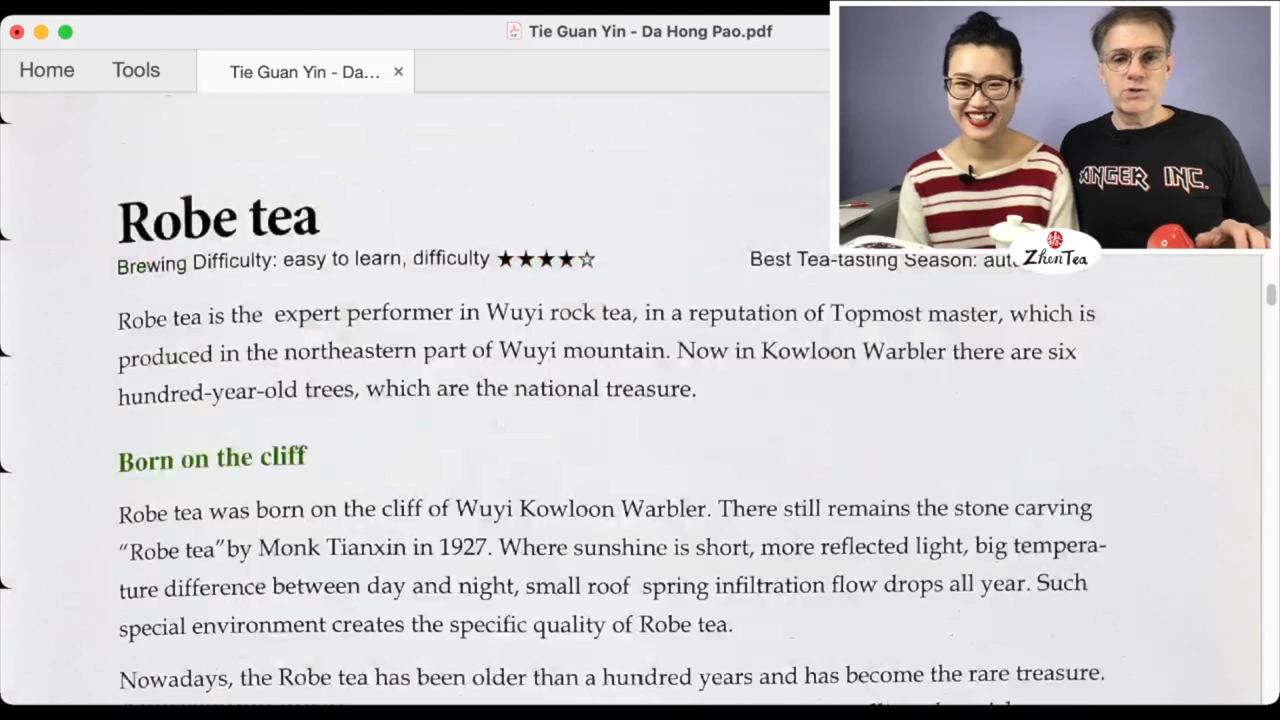 Tie Guan Yin - Da Hong Pao.pdf
Home
Tools
Tie Guan Yin - Da...
ANGER INC.
ZhenTea
Robe tea
Brewing Difficulty: easy to learn, difficulty ★★★★☆
Best Tea-tasting Season:
Robe tea is the expert performer in Wuyi rock tea, in a reputation of Topmost master, which is
produced in the northeastern part of Wuyi mountain. Now in Kowloon Warbler there are six
hundred-year-old trees, which are the national treasure.
Born on the cliff
Robe tea was born on the cliff of Wuyi Kowloon Warbler. There still remains the stone carving
“Robe tea”by Monk Tianxin in 1927. Where sunshine is short, more reflected light, big tempera-
ture difference between day and night, small roof spring infiltration flow drops all year. Such
special environment creates the specific quality of Robe tea.
Nowadays, the Robe tea has been older than a hundred years and has become the rare treasure.